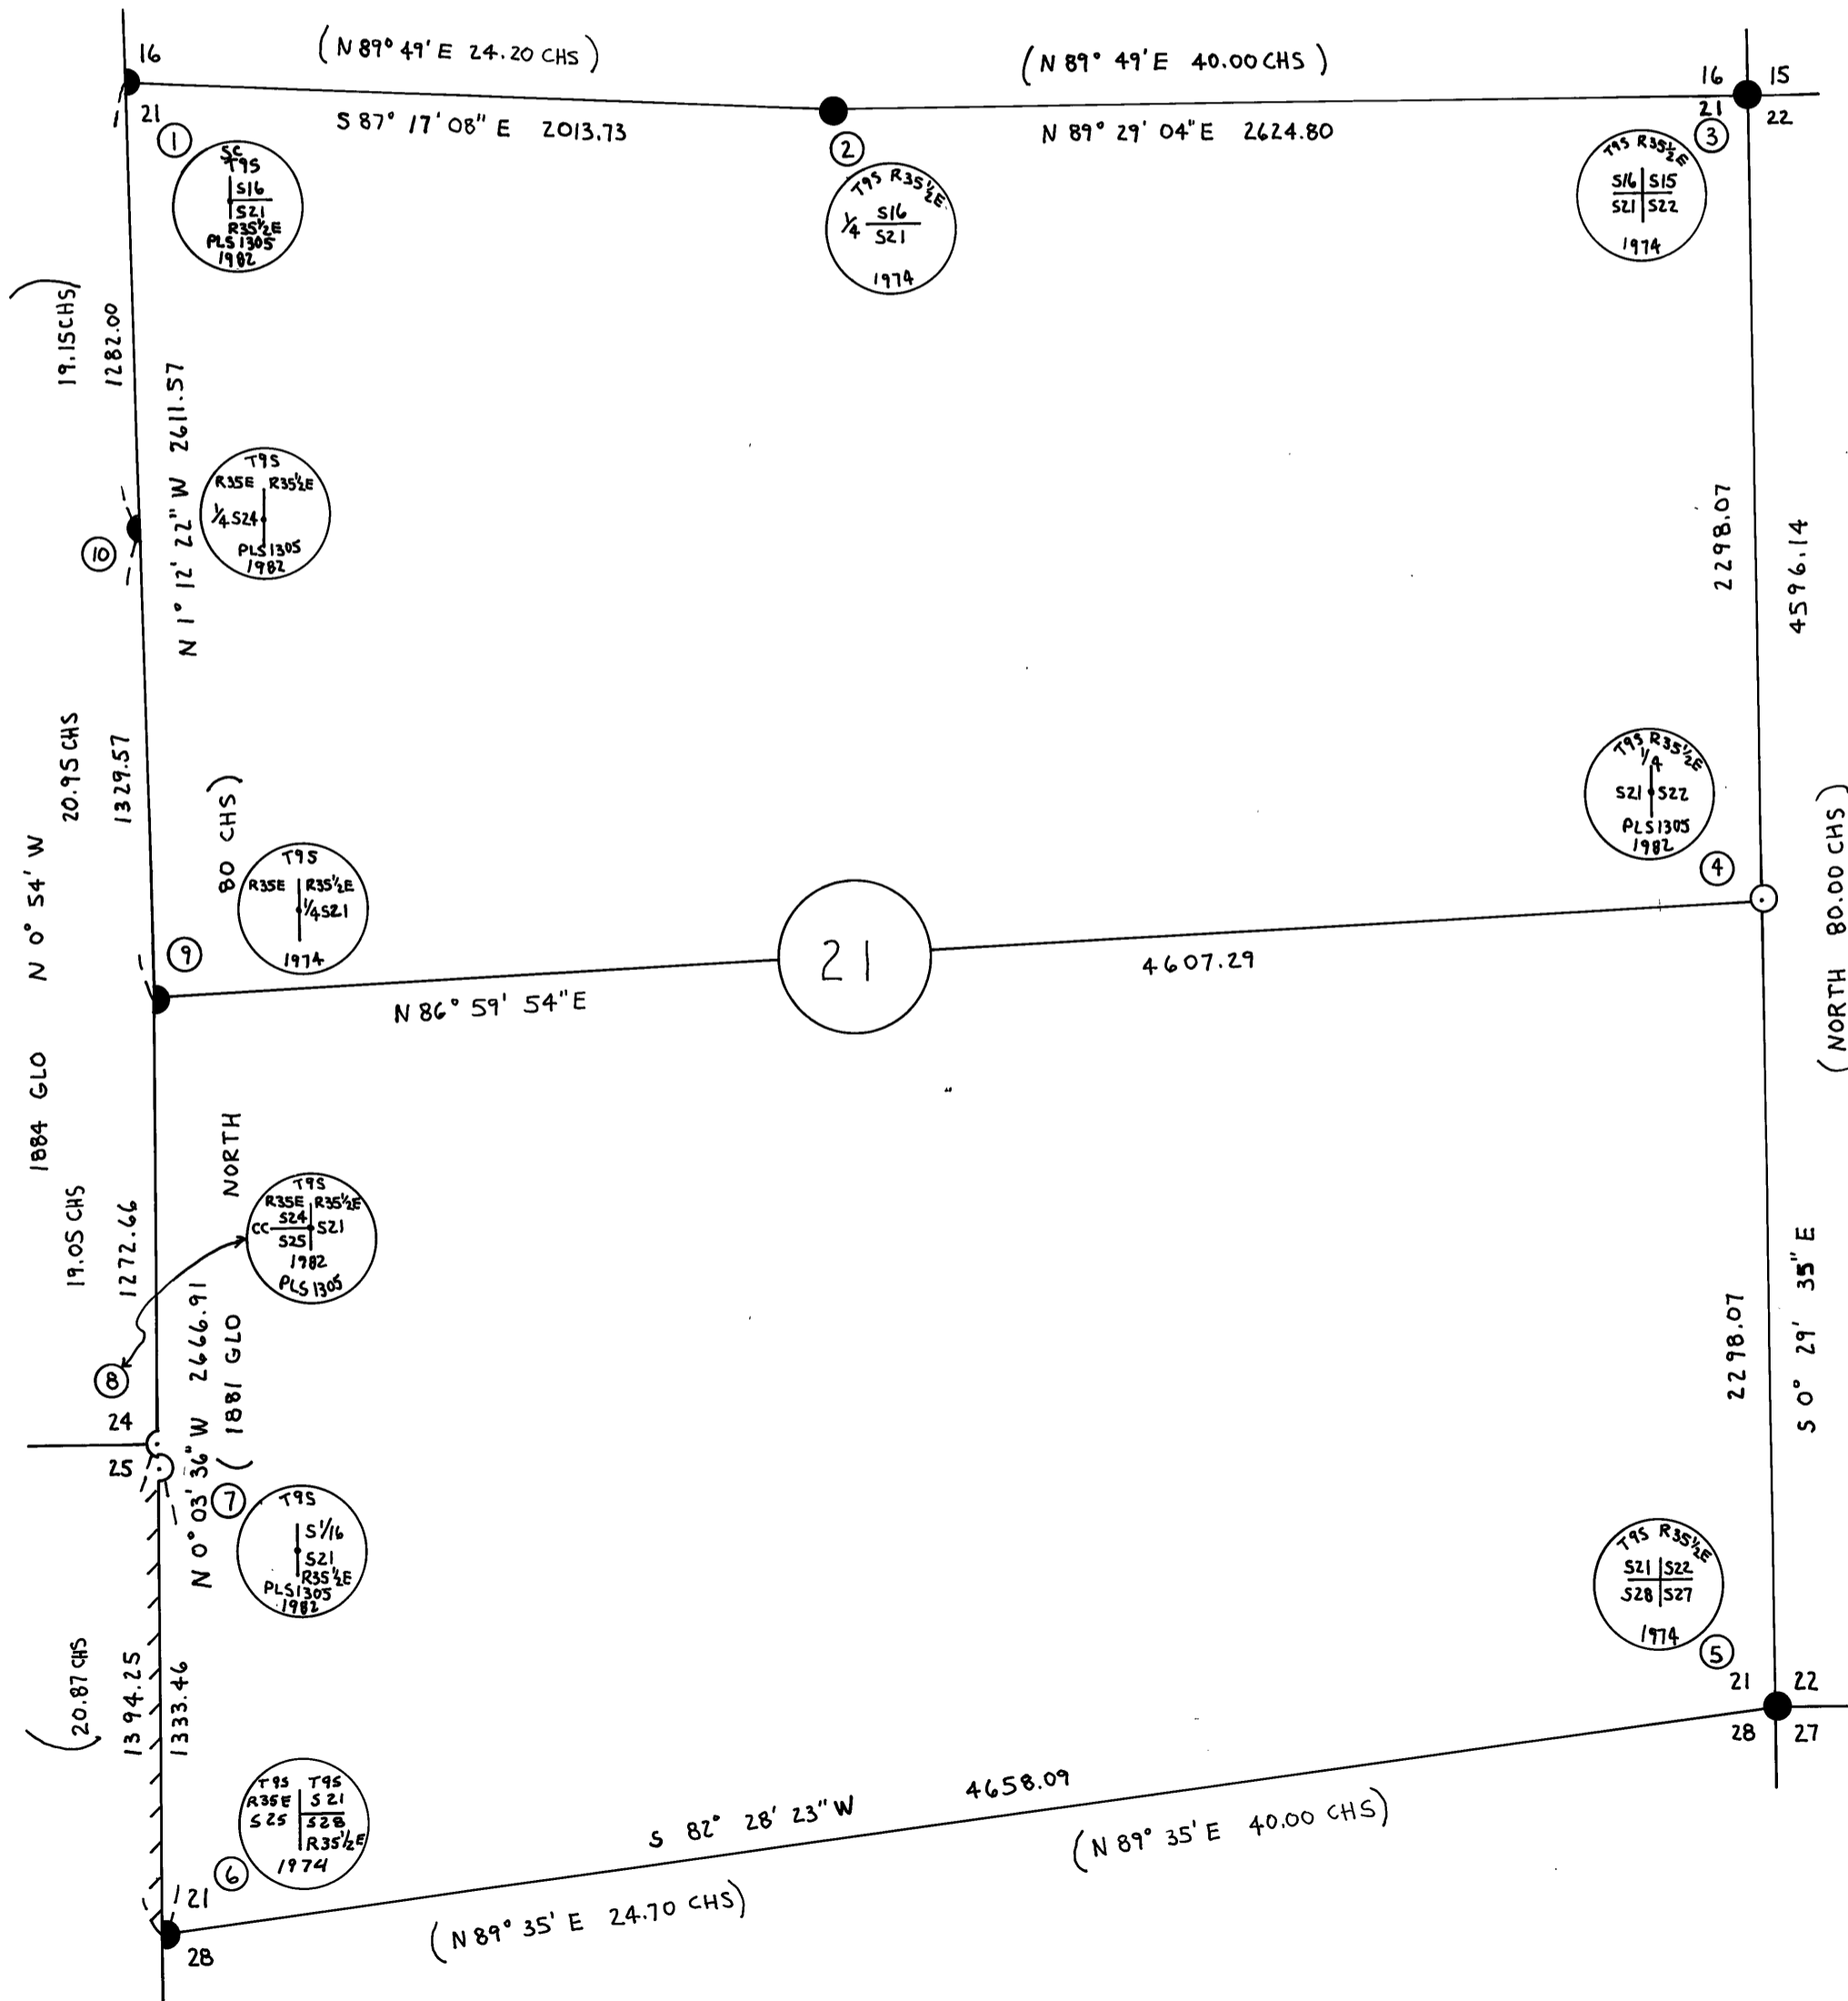 16
(N 89° 49' E 24.20 CHS)
(N 89° 49' E 40.00 CHS)
16
15
21
S 87° 17' 08" E 2013.73
N 89° 29' 04" E 2624.80
21
22
1
2
3
SC
T9S
S16
S21
R35½E
PLS 1305
1982
T9S R35½E
¼ S16
S21
1974
T9S R35½E
S16 S15
S21 S22
1974
19.15 CHS)
1282.00
N 1° 12' 22" W 2611.57
T9S
R35E R35½E
¼ S24
PLS 1305
1982
10
2298.07
4596.14
20.95 CHS
1329.57
T9S R35½E
¼
S21 S22
PLS 1305
1982
4
1884 GLO N 0° 54' W
(1881 GLO NORTH 80 CHS)
(NORTH 80.00 CHS)
T9S
R35E R35½E
¼ S21
1974
9
21
N 86° 59' 54" E
4607.29
19.05 CHS
1272.66
T9S
R35E R35½E
CC S24 S21
S25
1982
PLS 1305
8
24
25
N 0° 03' 36" W 2666.91
S 0° 29' 35" E
2298.07
7
T9S
S 1/16
S21
R35½E
PLS 1305
1982
(20.87 CHS
1394.25
1333.46
T9S R35½E
S21 S22
S28 S27
1974
5
21
22
28
27
T9S T9S
R35E S21
S25 S28
R35½E
1974
6
21
28
S 82° 28' 23" W 4658.09
(N 89° 35' E 24.70 CHS)
(N 89° 35' E 40.00 CHS)